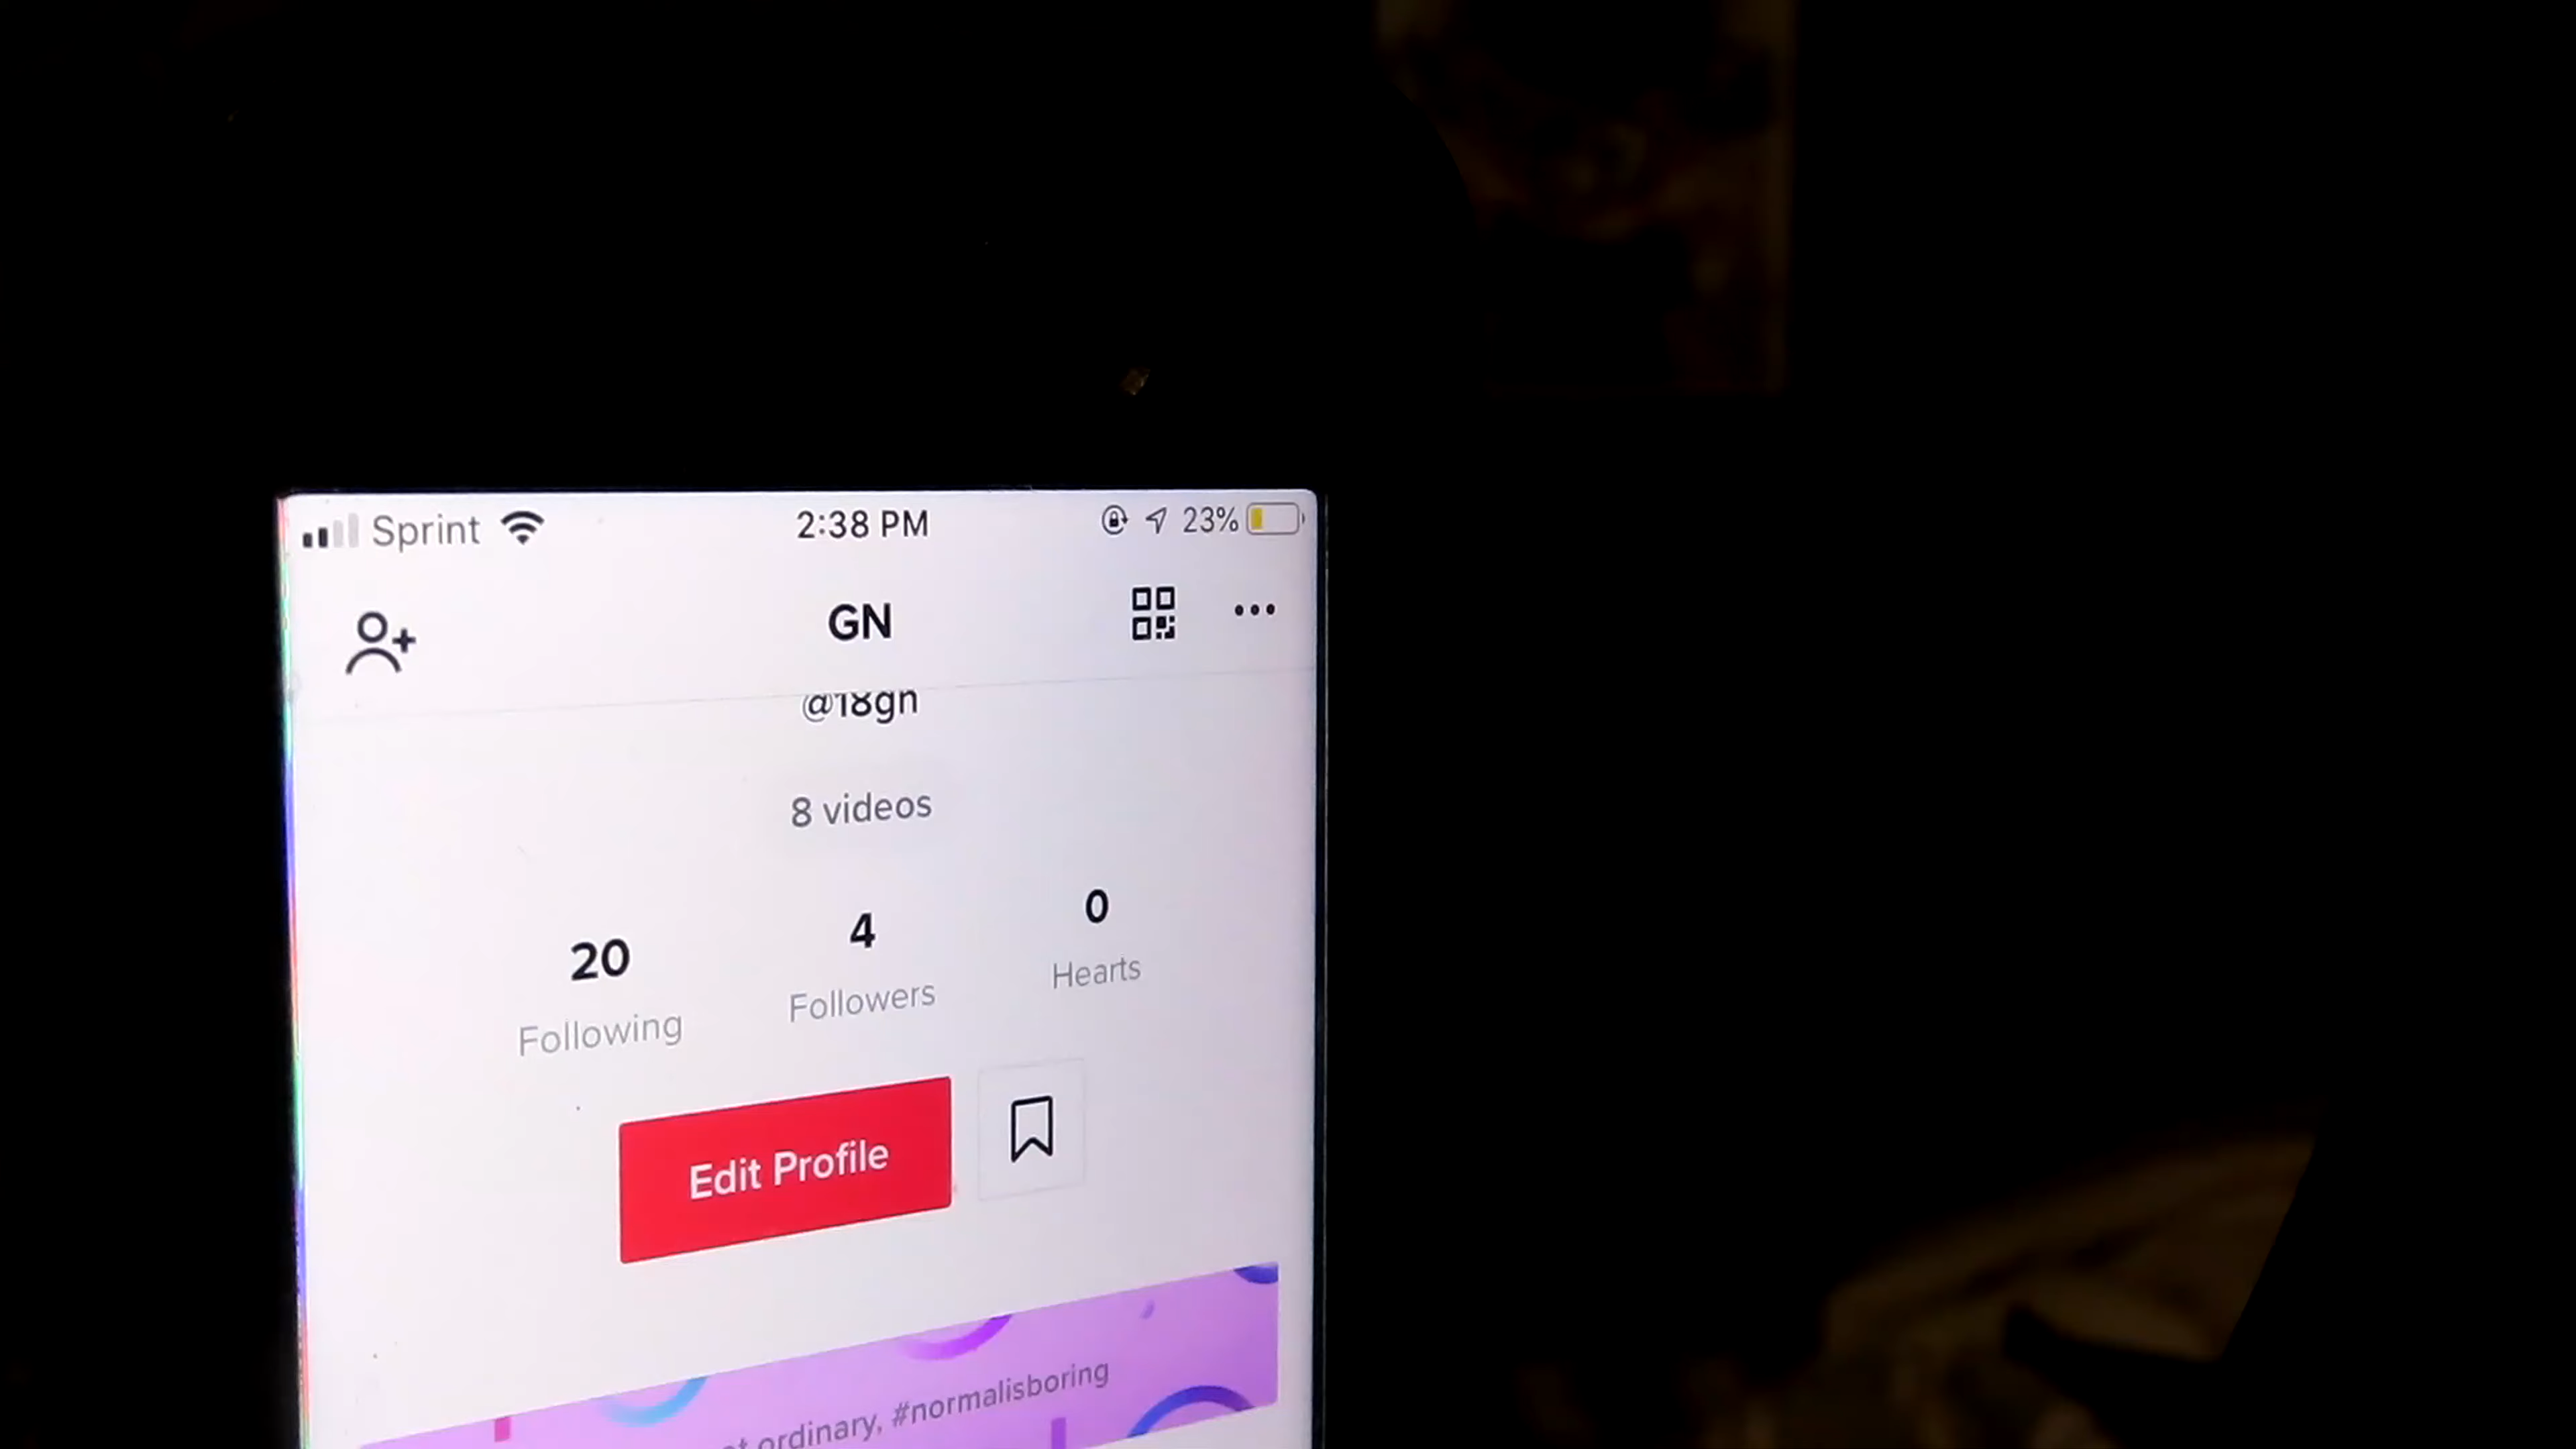 Sprint 2:38 PM 23%
GN
@18gn
8 videos
20 4 0
Following Followers Hearts
Edit Profile
ordinary, #normalisboring